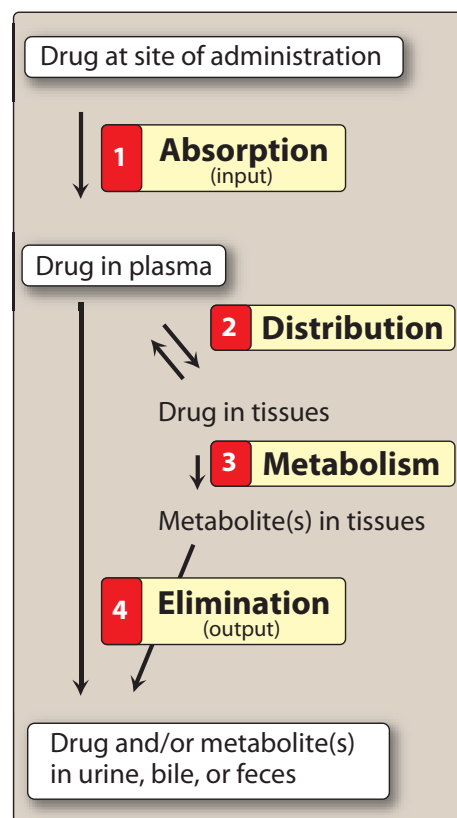 Drug at site of administration
1 Absorption
(input)
Drug in plasma
2 Distribution
Drug in tissues
3 Metabolism
Metabolite(s) in tissues
4 Elimination
(output)
Drug and/or metabolite(s)
in urine, bile, or feces